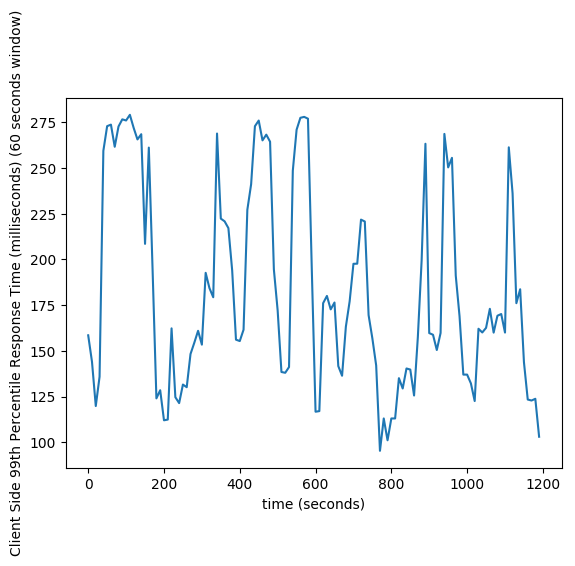 Client Side 99th Percentile Response Time (milliseconds) (60 seconds window)
275
250
225
200
175
150
125
100
0 200 400 600 800 1000 1200
time (seconds)